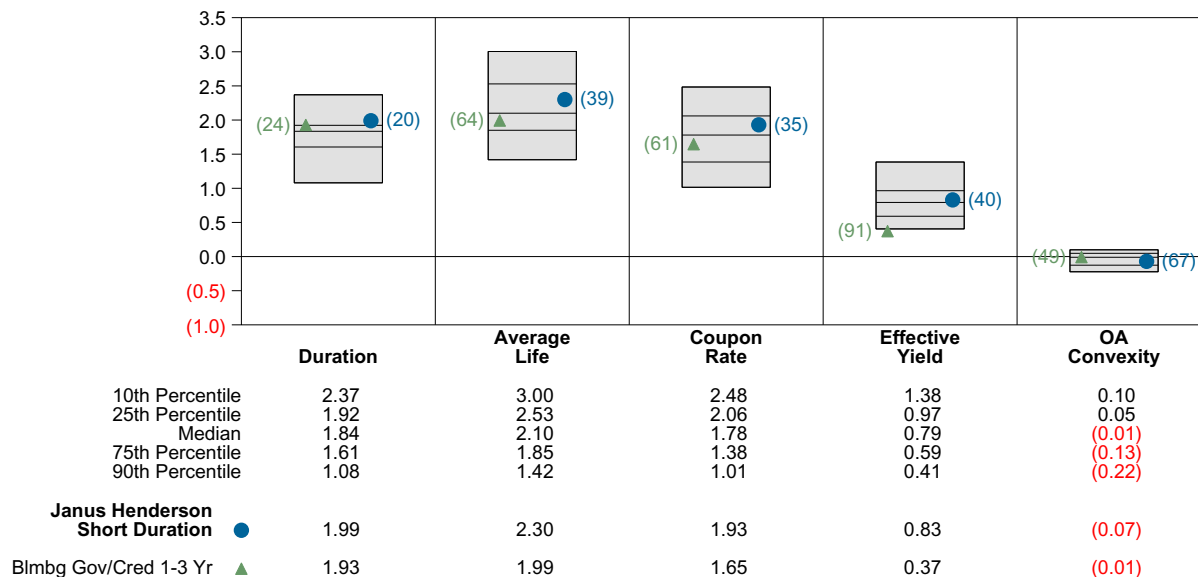 3.5
3.0
2.5
2.0
1.5
1.0
0.5
0.0
(0.5)
(1.0)
(24) (20) (64) (39) (61) (35) (91) (40) (49) (67)
Duration Average Life Coupon Rate Effective Yield OA Convexity
10th Percentile 2.37 3.00 2.48 1.38 0.10
25th Percentile 1.92 2.53 2.06 0.97 0.05
Median 1.84 2.10 1.78 0.79 (0.01)
75th Percentile 1.61 1.85 1.38 0.59 (0.13)
90th Percentile 1.08 1.42 1.01 0.41 (0.22)
Janus Henderson
Short Duration 1.99 2.30 1.93 0.83 (0.07)
Blmbg Gov/Cred 1-3 Yr 1.93 1.99 1.65 0.37 (0.01)